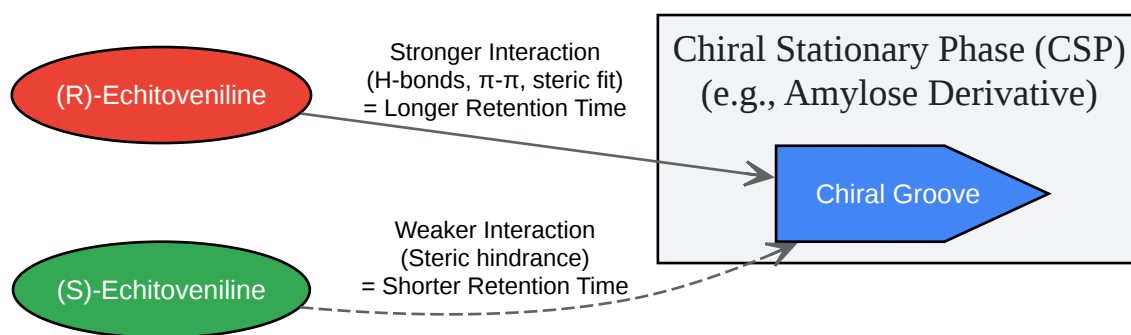 (R)-Echitoveniline
Stronger Interaction
(H-bonds, π-π, steric fit)
= Longer Retention Time
Chiral Stationary Phase (CSP)
(e.g., Amylose Derivative)
Chiral Groove
(S)-Echitoveniline
Weaker Interaction
(Steric hindrance)
= Shorter Retention Time